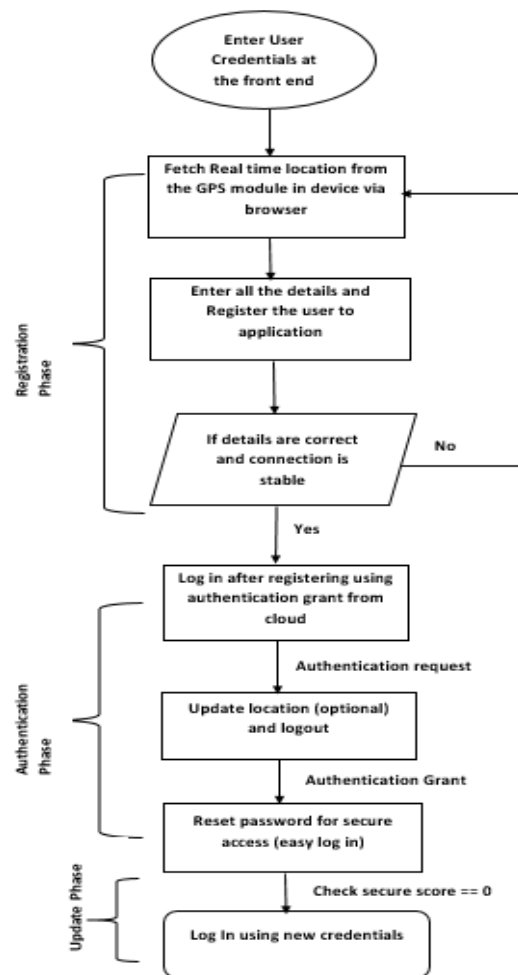 Enter User
Credentials at
the front end
Fetch Real time location from
the GPS module in device via
browser
Enter all the details and
Register the user to
application
Registration
Phase
If details are correct
and connection is
stable
No
Yes
Log in after registering using
authentication grant from
cloud
Authentication request
Update location (optional)
and logout
Authentication
Phase
Authentication Grant
Reset password for secure
access (easy log in)
Update Phase
Check secure score == 0
Log In using new credentials